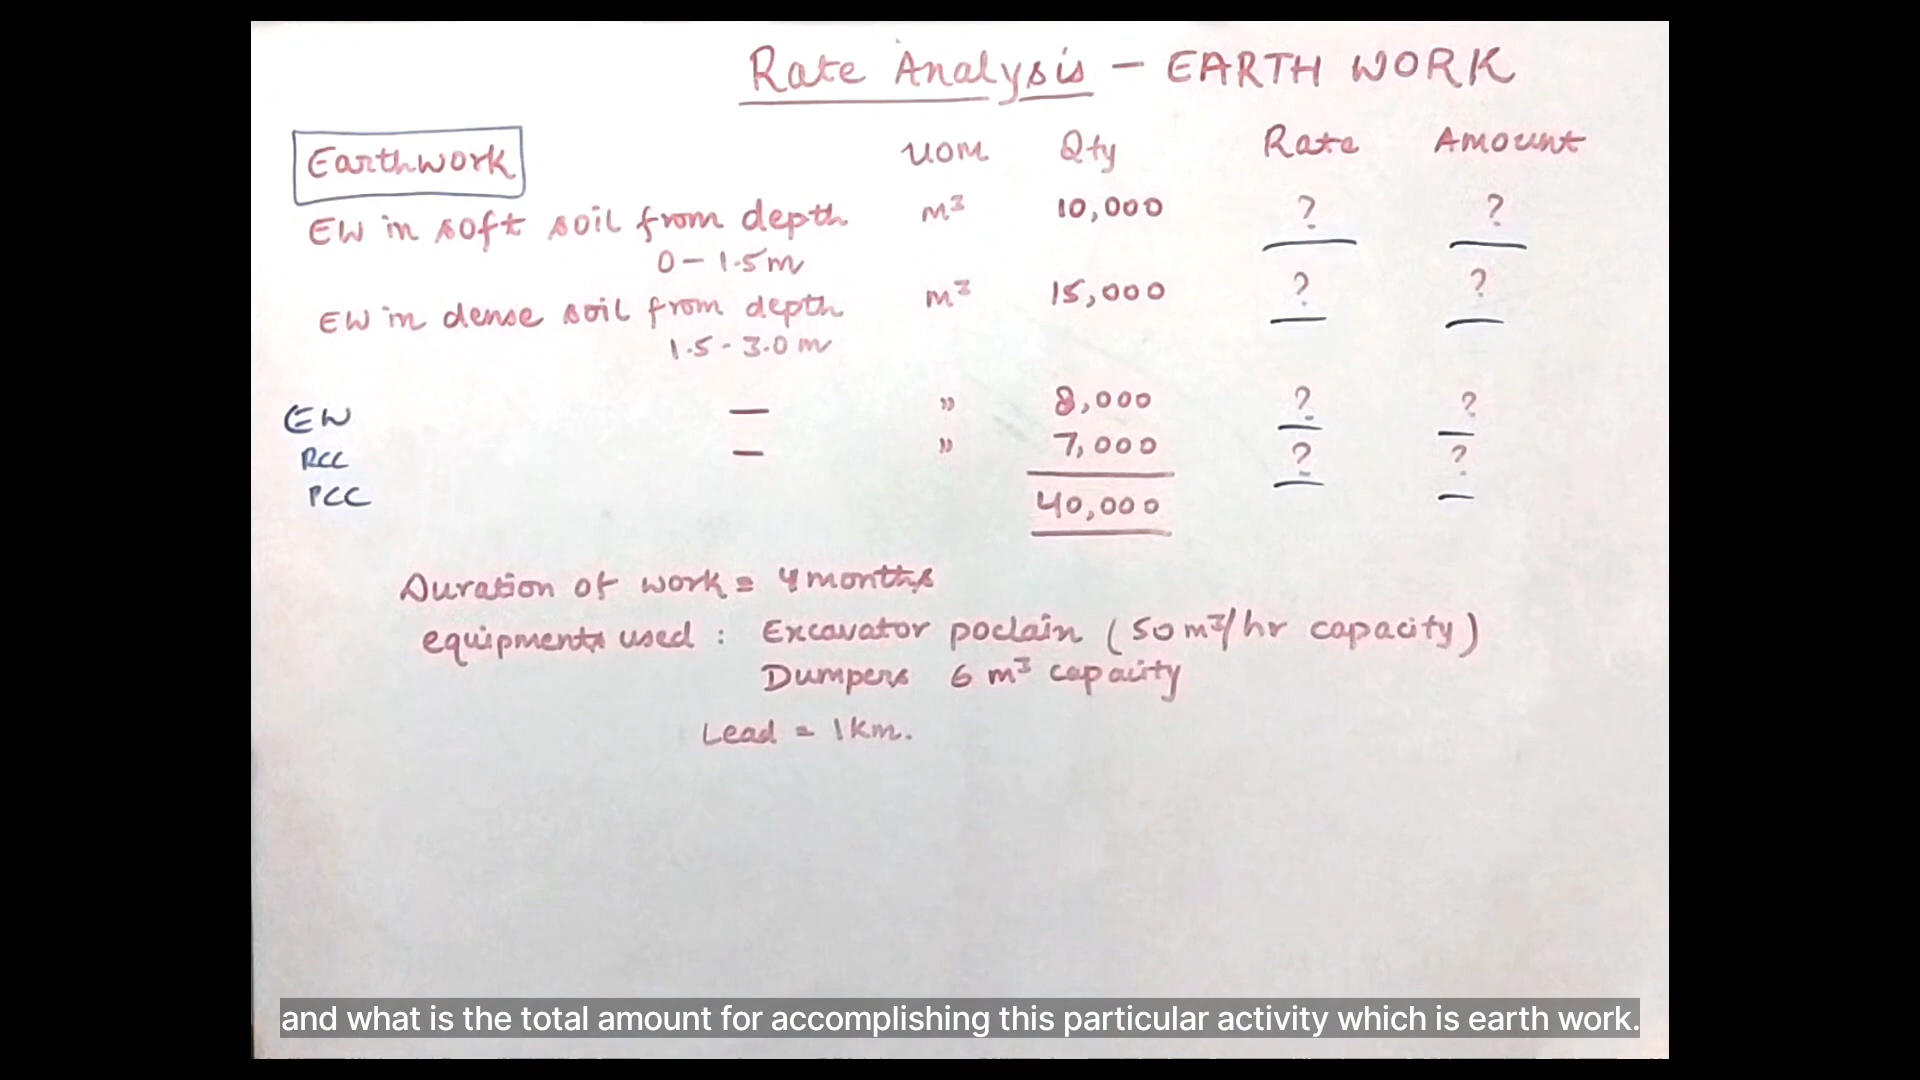 Rate Analysis - EARTH WORK
Earthwork UOM Qty Rate Amount
EW in soft soil from depth m³ 10,000 ? ?
0 - 1.5m
EW in dense soil from depth m³ 15,000 ? ?
1.5 - 3.0 m
EW — " 8,000 ? ?
RCC — " 7,000 ? ?
PCC 40,000
Duration of work = 4 months
equipments used : Excavator poclain (50 m³/hr capacity)
Dumpers 6 m³ capacity
Lead = 1km.
and what is the total amount for accomplishing this particular activity which is earth work.